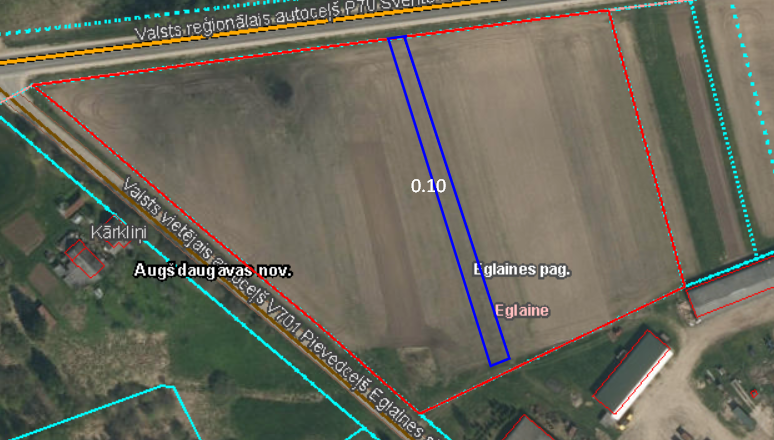 Valsts reģionālais autoceļš P70 Svente
0.10
Valsts vietējais autoceļš V701 Pievedceļš Eglaines s
Kārkliņi
Augšdaugavas nov.
Eglaines pag.
Eglaine